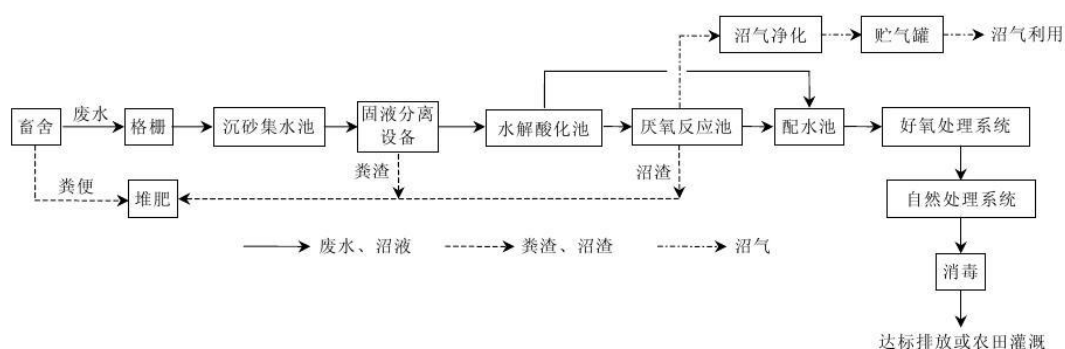 沼气净化
贮气罐
沼气利用
畜舍
废水
格栅
沉砂集水池
固液分离
设备
水解酸化池
厌氧反应池
配水池
好氧处理系统
粪渣
沼渣
粪便
堆肥
自然处理系统
废水、沼液
粪渣、沼渣
沼气
消毒
达标排放或农田灌溉